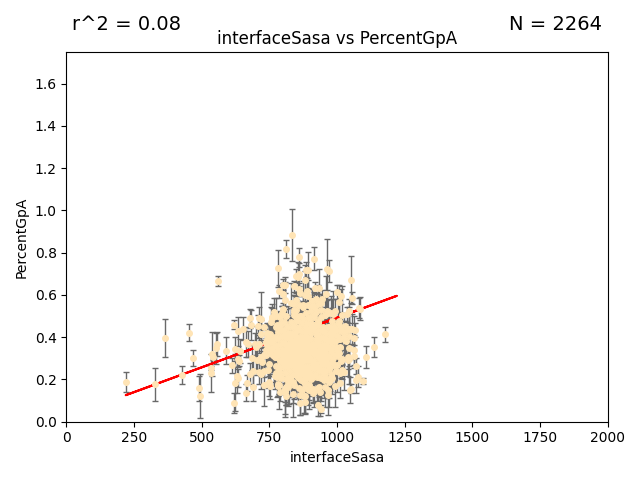 r^2 = 0.08
N = 2264
interfaceSasa vs PercentGpA
1.6
1.4
1.2
1.0
0.8
0.6
0.4
0.2
0.0
PercentGpA
0 250 500 750 1000 1250 1500 1750 2000
interfaceSasa